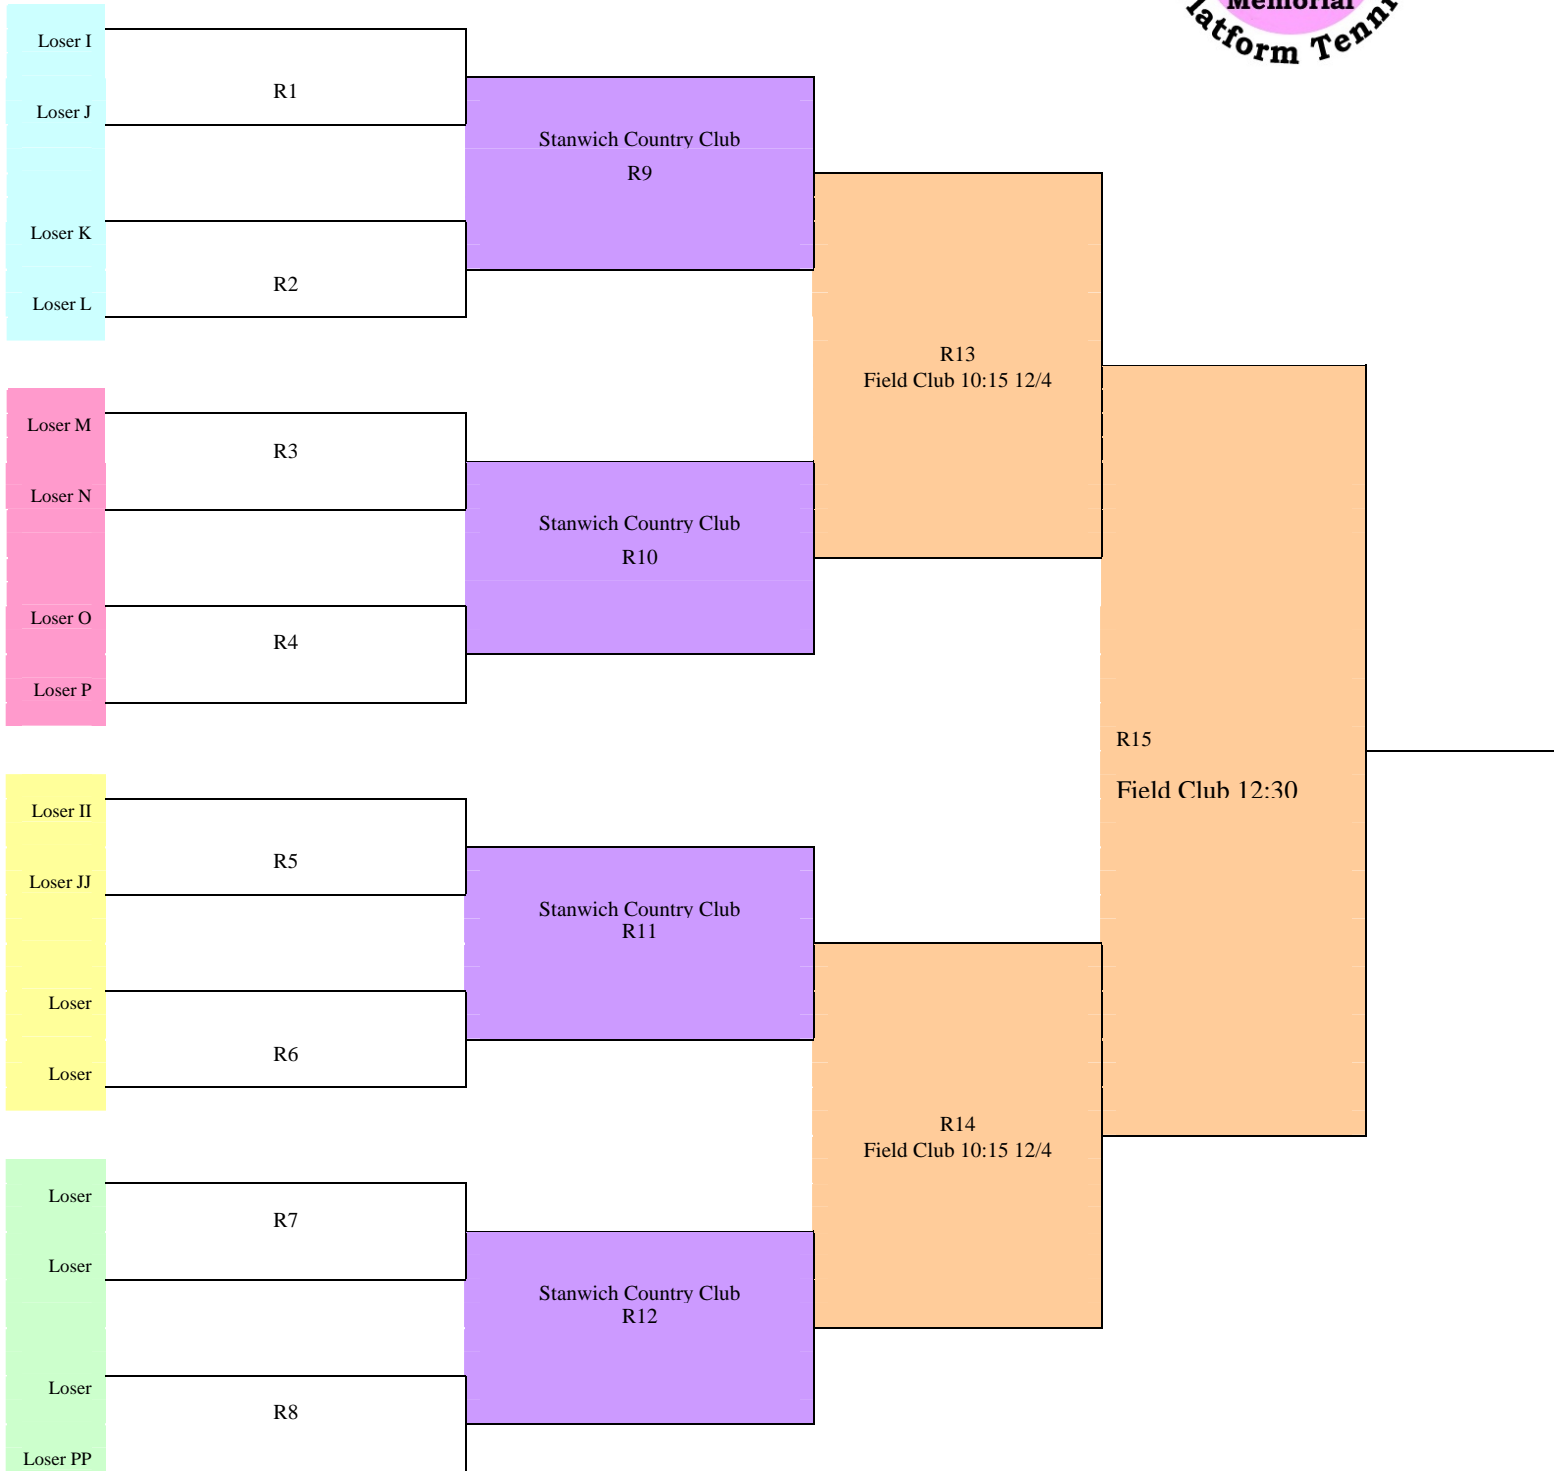 Memorial
Platform Tennis
Loser I
R1
Loser J
Stanwich Country Club
R9
Loser K
R2
Loser L
R13
Field Club 10:15 12/4
Loser M
R3
Loser N
Stanwich Country Club
R10
Loser O
R4
Loser P
R15
Field Club 12:30
Loser II
R5
Loser JJ
Stanwich Country Club
R11
Loser
R6
Loser
R14
Field Club 10:15 12/4
Loser
R7
Loser
Stanwich Country Club
R12
Loser
R8
Loser PP